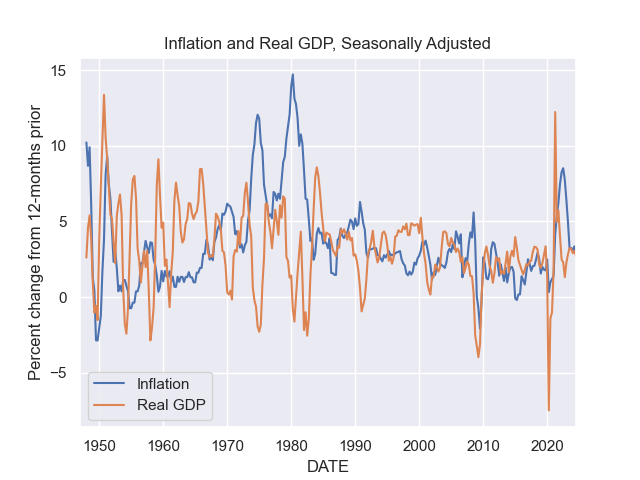 Inflation and Real GDP, Seasonally Adjusted
Percent change from 12-months prior
15
10
5
0
−5
Inflation
Real GDP
1950 1960 1970 1980 1990 2000 2010 2020
DATE